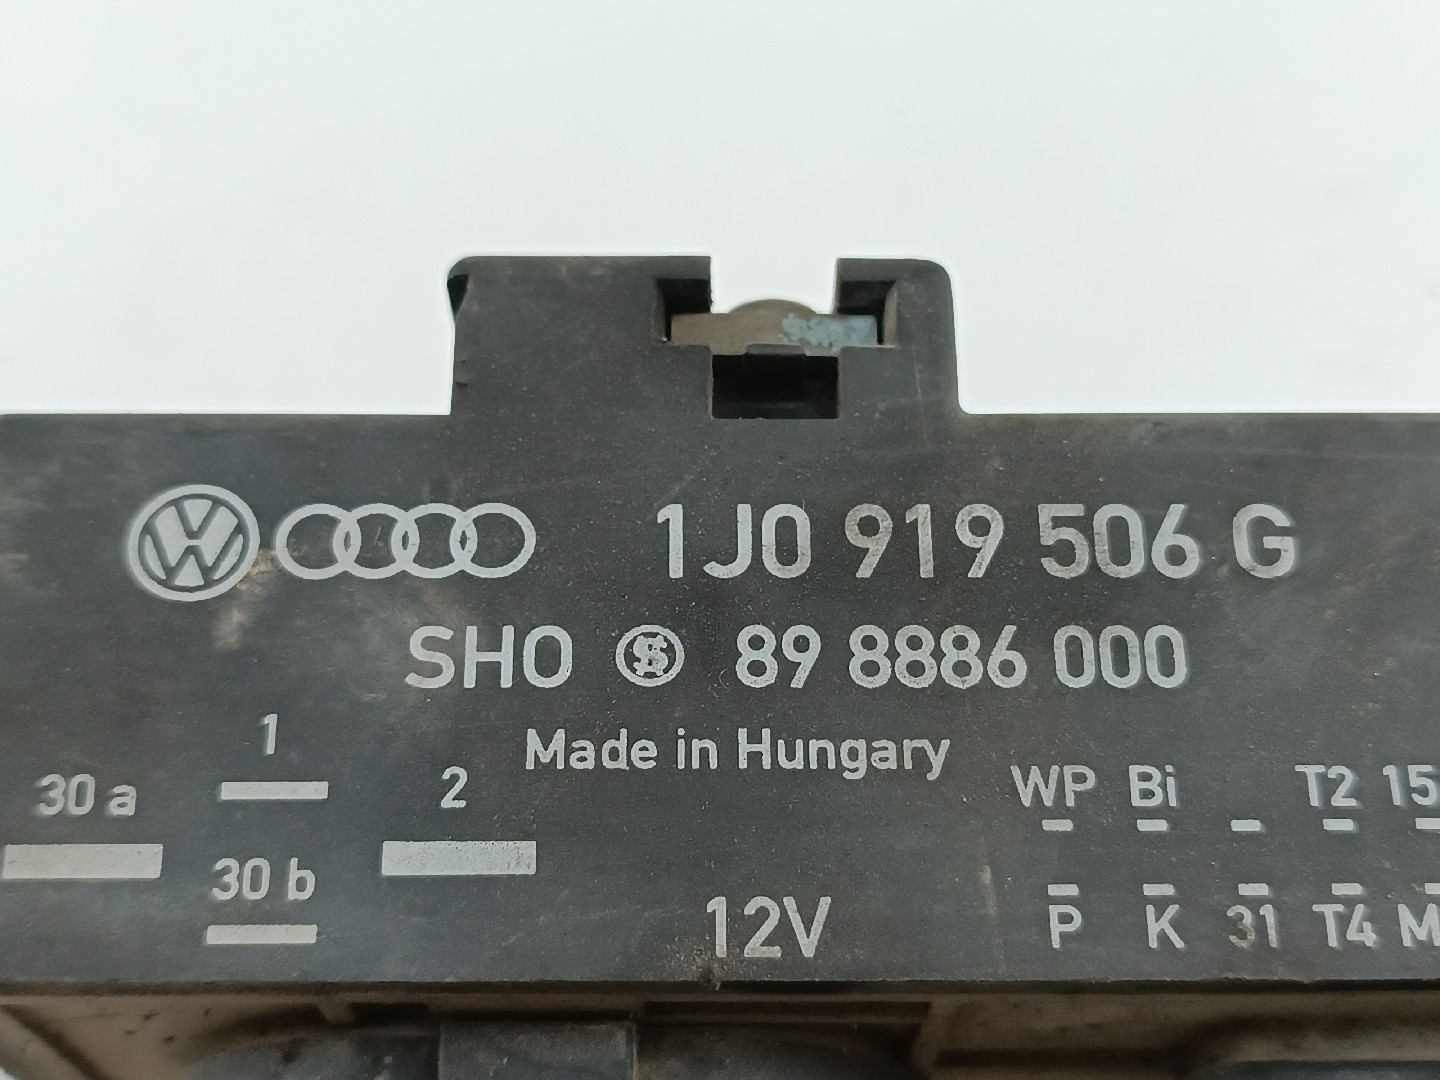 1J0 919 506 G
SHO S 89 8886 000
Made in Hungary
1
30 a
2
30 b
12V
WP Bi T2 15
P K 31 T4 M